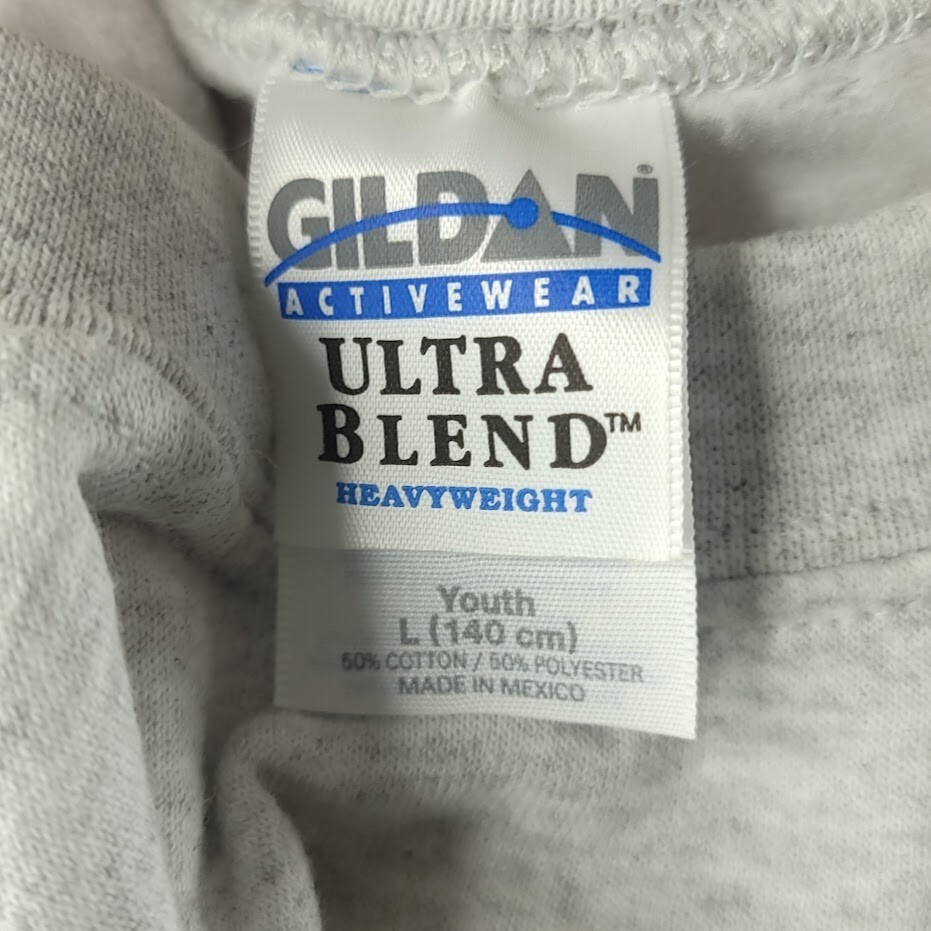 GILDAN®
ACTIVEWEAR
ULTRA
BLEND™
HEAVYWEIGHT
Youth
L (140 cm)
50% COTTON / 50% POLYESTER
MADE IN MEXICO